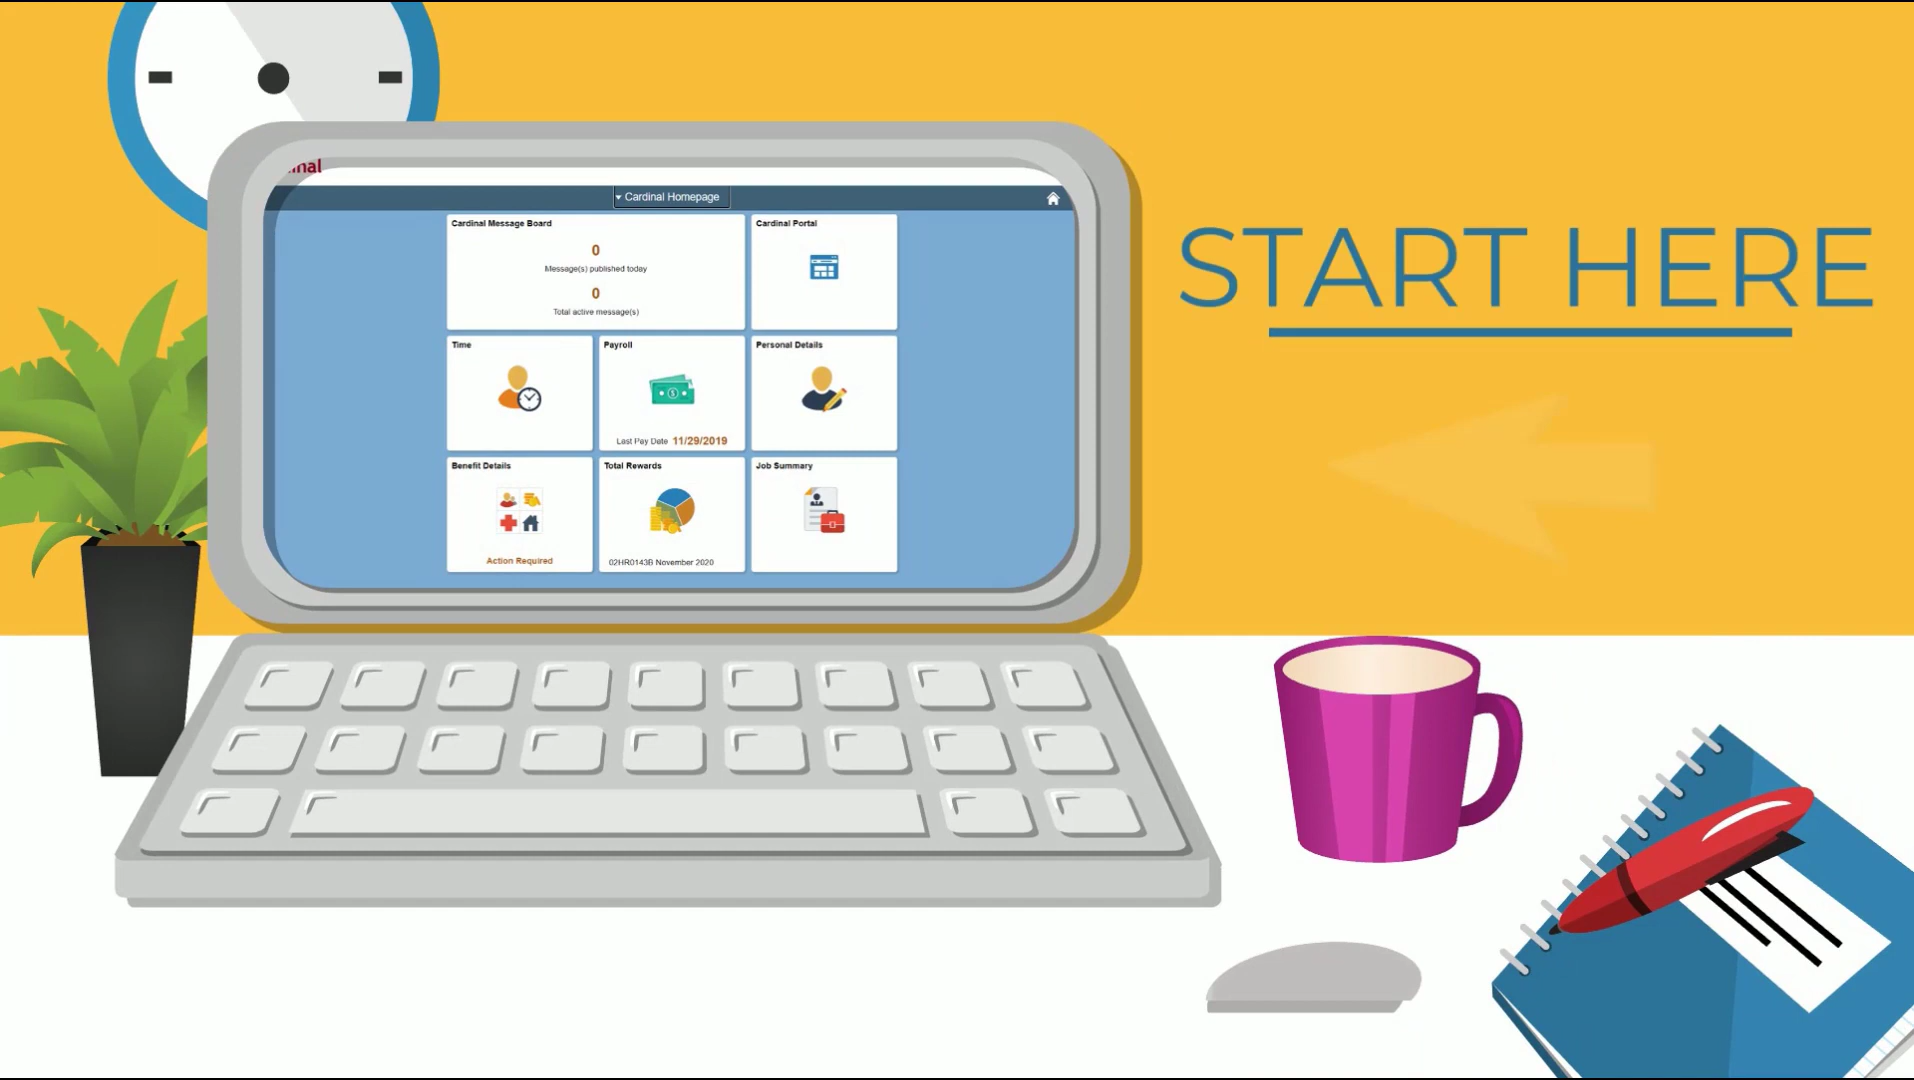 START HERE
Cardinal Homepage
Cardinal Message Board
0
Message(s) published today
0
Total active message(s)
Cardinal Portal
Time
Payroll
Last Pay Date 11/29/2019
Personal Details
Benefit Details
Action Required
Total Rewards
02HR0143B November 2020
Job Summary